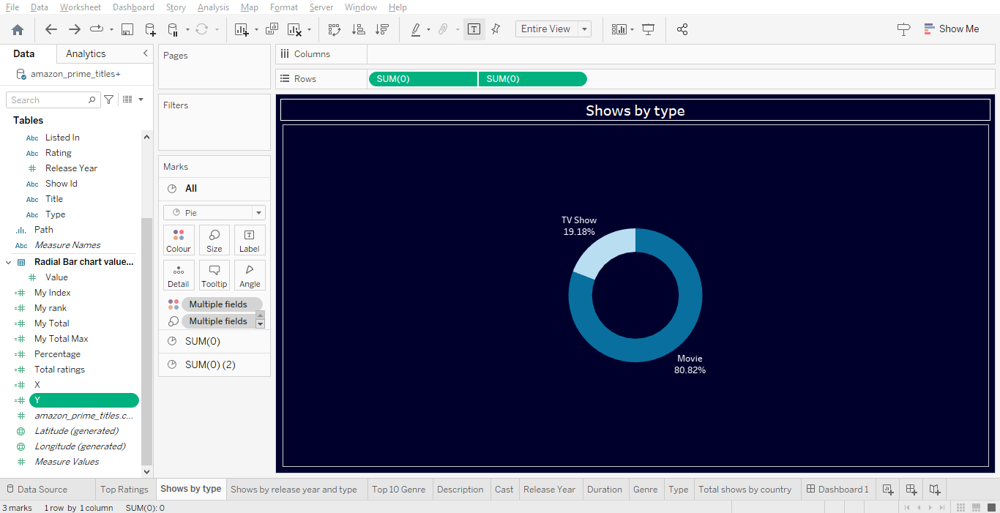 File Data Worksheet Dashboard Story Analysis Map Format Server Window Help
Entire View
Show Me
Data Analytics
amazon_prime_titles+
Search
Tables
Abc Listed In
Abc Rating
# Release Year
Abc Show Id
Abc Title
Abc Type
Path
Abc Measure Names
Radial Bar chart value...
# Value
=# My Index
=# My rank
=# My Total
=# My Total Max
=# Percentage
=# Total ratings
=# X
=# Y
# amazon_prime_titles.c...
Latitude (generated)
Longitude (generated)
# Measure Values
Pages
Filters
Marks
All
Pie
Colour Size Label
Detail Tooltip Angle
Multiple fields
Multiple fields
SUM(0)
SUM(0) (2)
Columns
Rows SUM(0) SUM(0)
Shows by type
TV Show
19.18%
Movie
80.82%
Data Source Top Ratings Shows by type Shows by release year and type Top 10 Genre Description Cast Release Year Duration Genre Type Total shows by country Dashboard 1
3 marks 1 row by 1 column SUM(0): 0